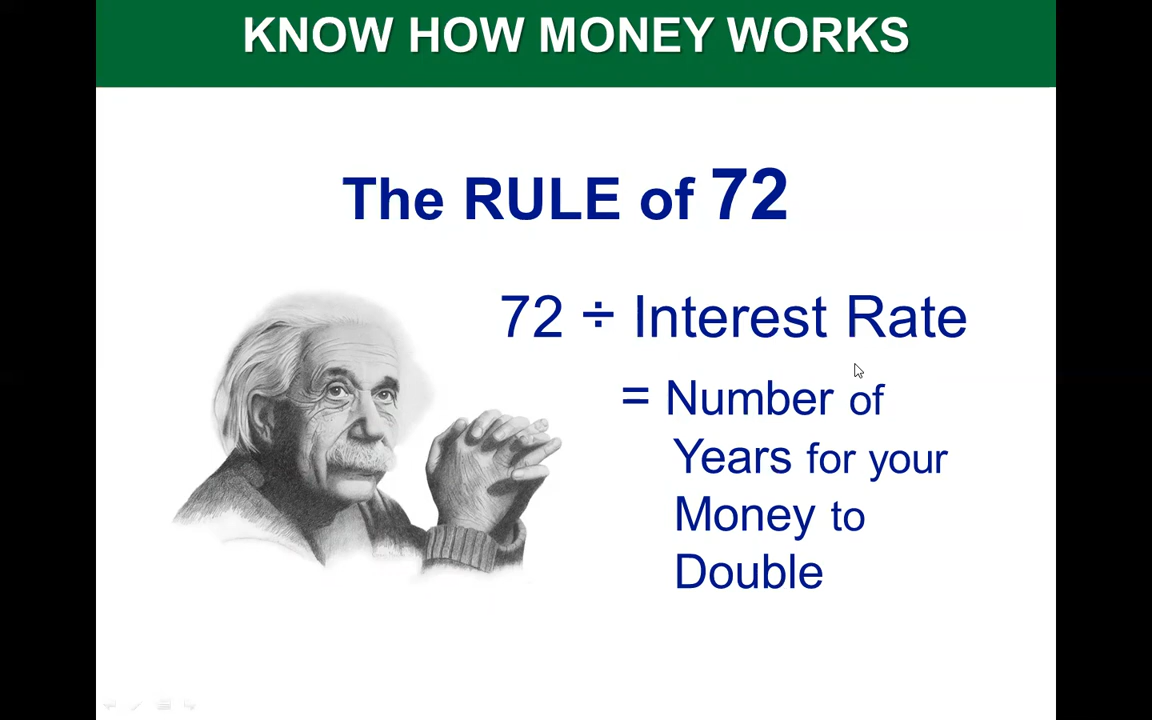 KNOW HOW MONEY WORKS
The RULE of 72
72 ÷ Interest Rate
= Number of
Years for your
Money to
Double